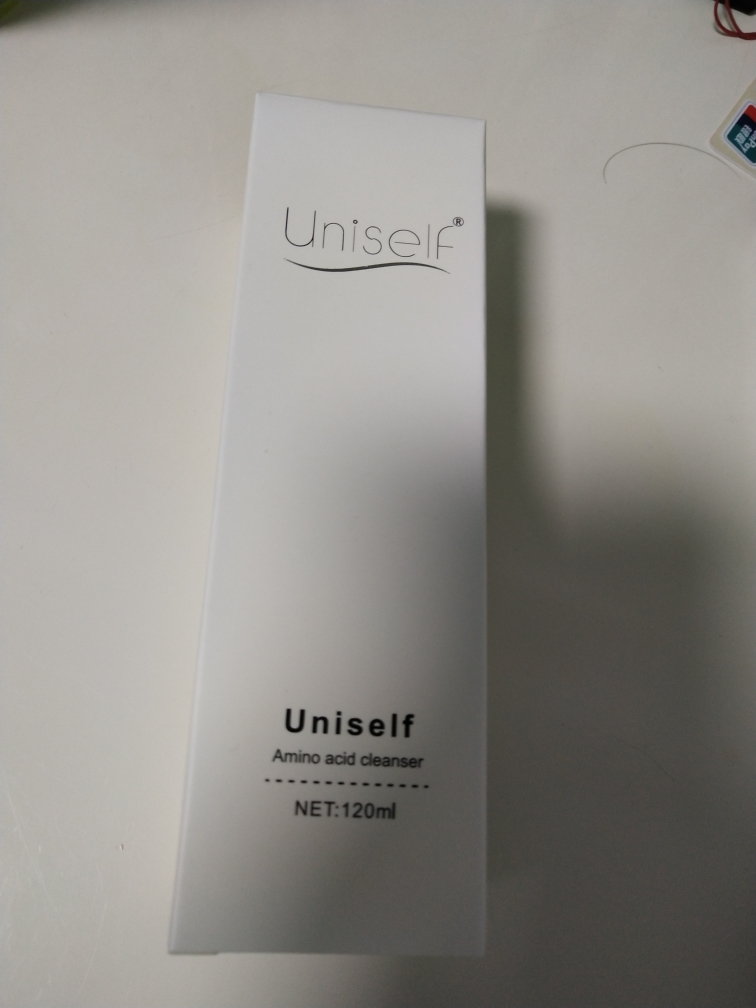 Uniself®
Uniself
Amino acid cleanser
NET:120ml